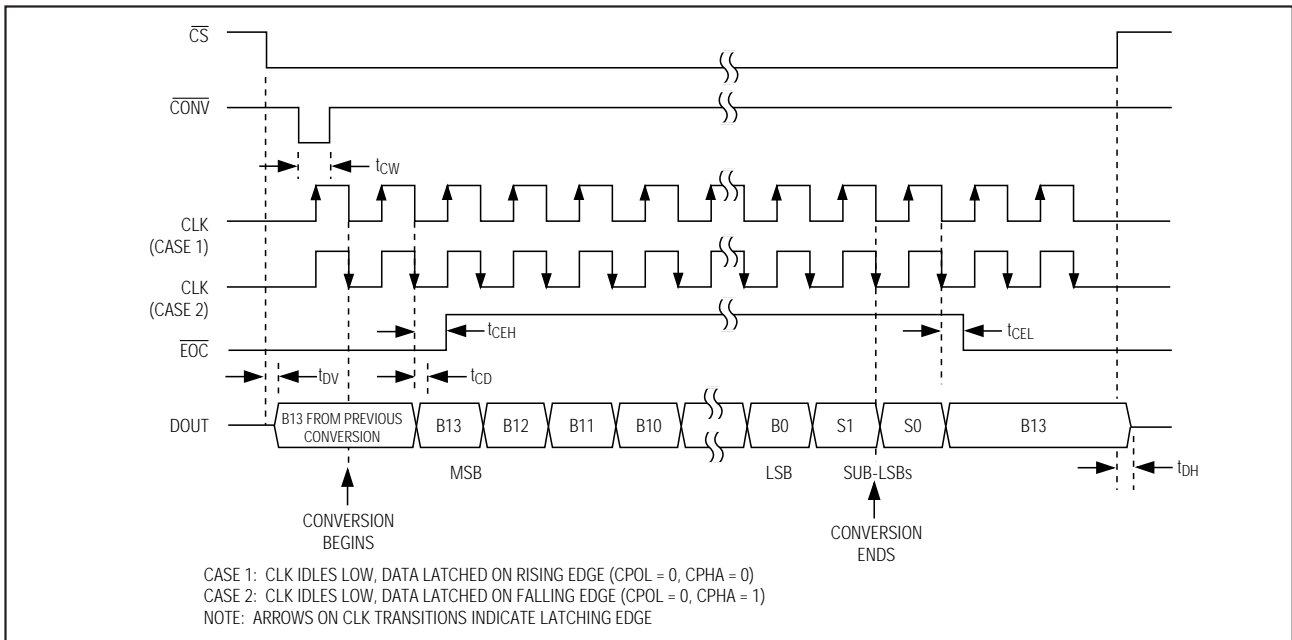 CS
CONV
tCW
CLK
(CASE 1)
CLK
(CASE 2)
tCEH
tCEL
EOC
tDV
tCD
DOUT
B13 FROM PREVIOUS
CONVERSION
B13
B12
B11
B10
B0
S1
S0
B13
MSB
LSB
SUB-LSBs
tDH
CONVERSION
BEGINS
CONVERSION
ENDS
CASE 1: CLK IDLES LOW, DATA LATCHED ON RISING EDGE (CPOL = 0, CPHA = 0)
CASE 2: CLK IDLES LOW, DATA LATCHED ON FALLING EDGE (CPOL = 0, CPHA = 1)
NOTE: ARROWS ON CLK TRANSITIONS INDICATE LATCHING EDGE